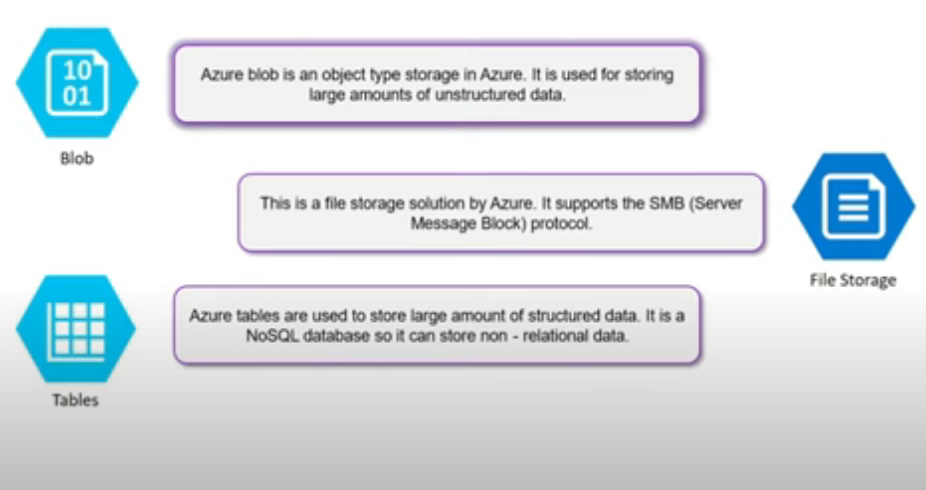 10
01
Blob
Azure blob is an object type storage in Azure. It is used for storing
large amounts of unstructured data.
This is a file storage solution by Azure. It supports the SMB (Server
Message Block) protocol.
File Storage
Azure tables are used to store large amount of structured data. It is a
NoSQL database so it can store non - relational data.
Tables